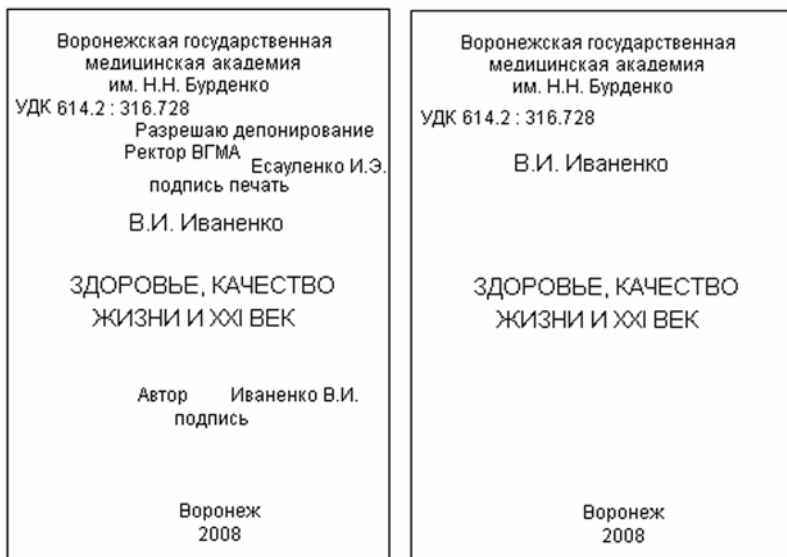 Воронежская государственная
медицинская академия
им. Н.Н. Бурденко
УДК 614.2 : 316.728
Разрешаю депонирование
Ректор ВГМА
Есауленко И.Э.
подпись печать
В.И. Иваненко
ЗДОРОВЬЕ, КАЧЕСТВО
ЖИЗНИ И XXI ВЕК
Автор Иваненко В.И.
подпись
Воронеж
2008
Воронежская государственная
медицинская академия
им. Н.Н. Бурденко
УДК 614.2 : 316.728
В.И. Иваненко
ЗДОРОВЬЕ, КАЧЕСТВО
ЖИЗНИ И XXI ВЕК
Воронеж
2008